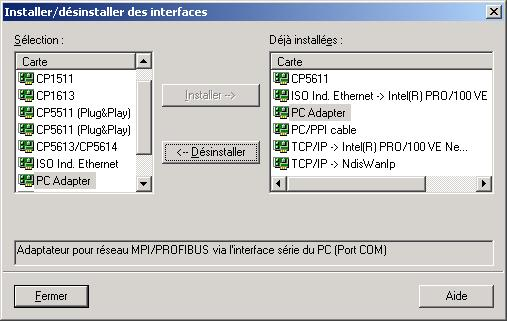 Installer/désinstaller des interfaces
Sélection :
Déjà installées :
Carte
CP1511
CP1613
CP5511 (Plug&Play)
CP5611 (Plug&Play)
CP5613/CP5614
ISO Ind. Ethernet
PC Adapter
Installer -->
<-- Désinstaller
Carte
CP5611
ISO Ind. Ethernet -> Intel(R) PRO/100 VE
PC Adapter
PC/PPI cable
TCP/IP -> Intel(R) PRO/100 VE Ne...
TCP/IP -> NdisWanIp
Adaptateur pour réseau MPI/PROFIBUS via l'interface série du PC (Port COM)
Fermer
Aide